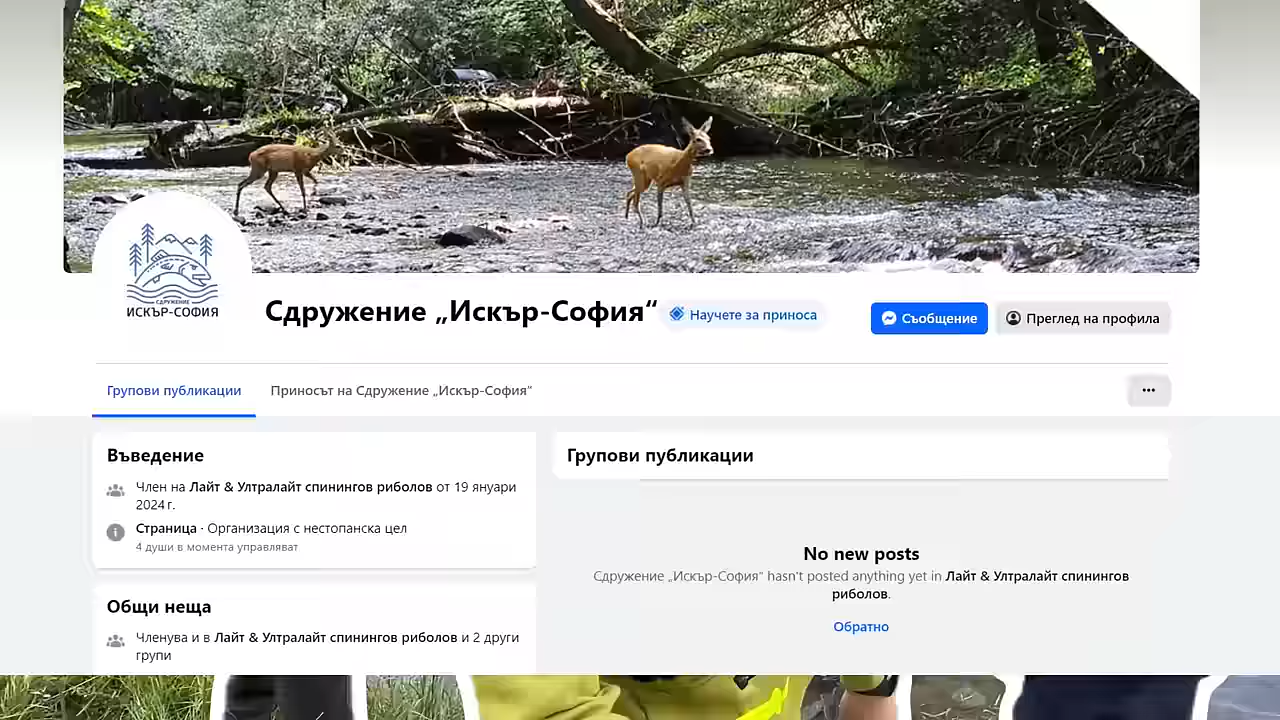 СДРУЖЕНИЕ
ИСКЪР-СОФИЯ
Сдружение „Искър-София“
Научете за приноса
Съобщение
Преглед на профила
Групови публикации
Приносът на Сдружение „Искър-София“
Въведение
Член на Лайт & Ултралайт спинингов риболов от 19 януари
2024 г.
Страница · Организация с нестопанска цел
4 души в момента управляват
Общи неща
Членува и в Лайт & Ултралайт спинингов риболов и 2 други
групи
Групови публикации
No new posts
Сдружение „Искър-София“ hasn't posted anything yet in Лайт & Ултралайт спинингов
риболов.
Обратно